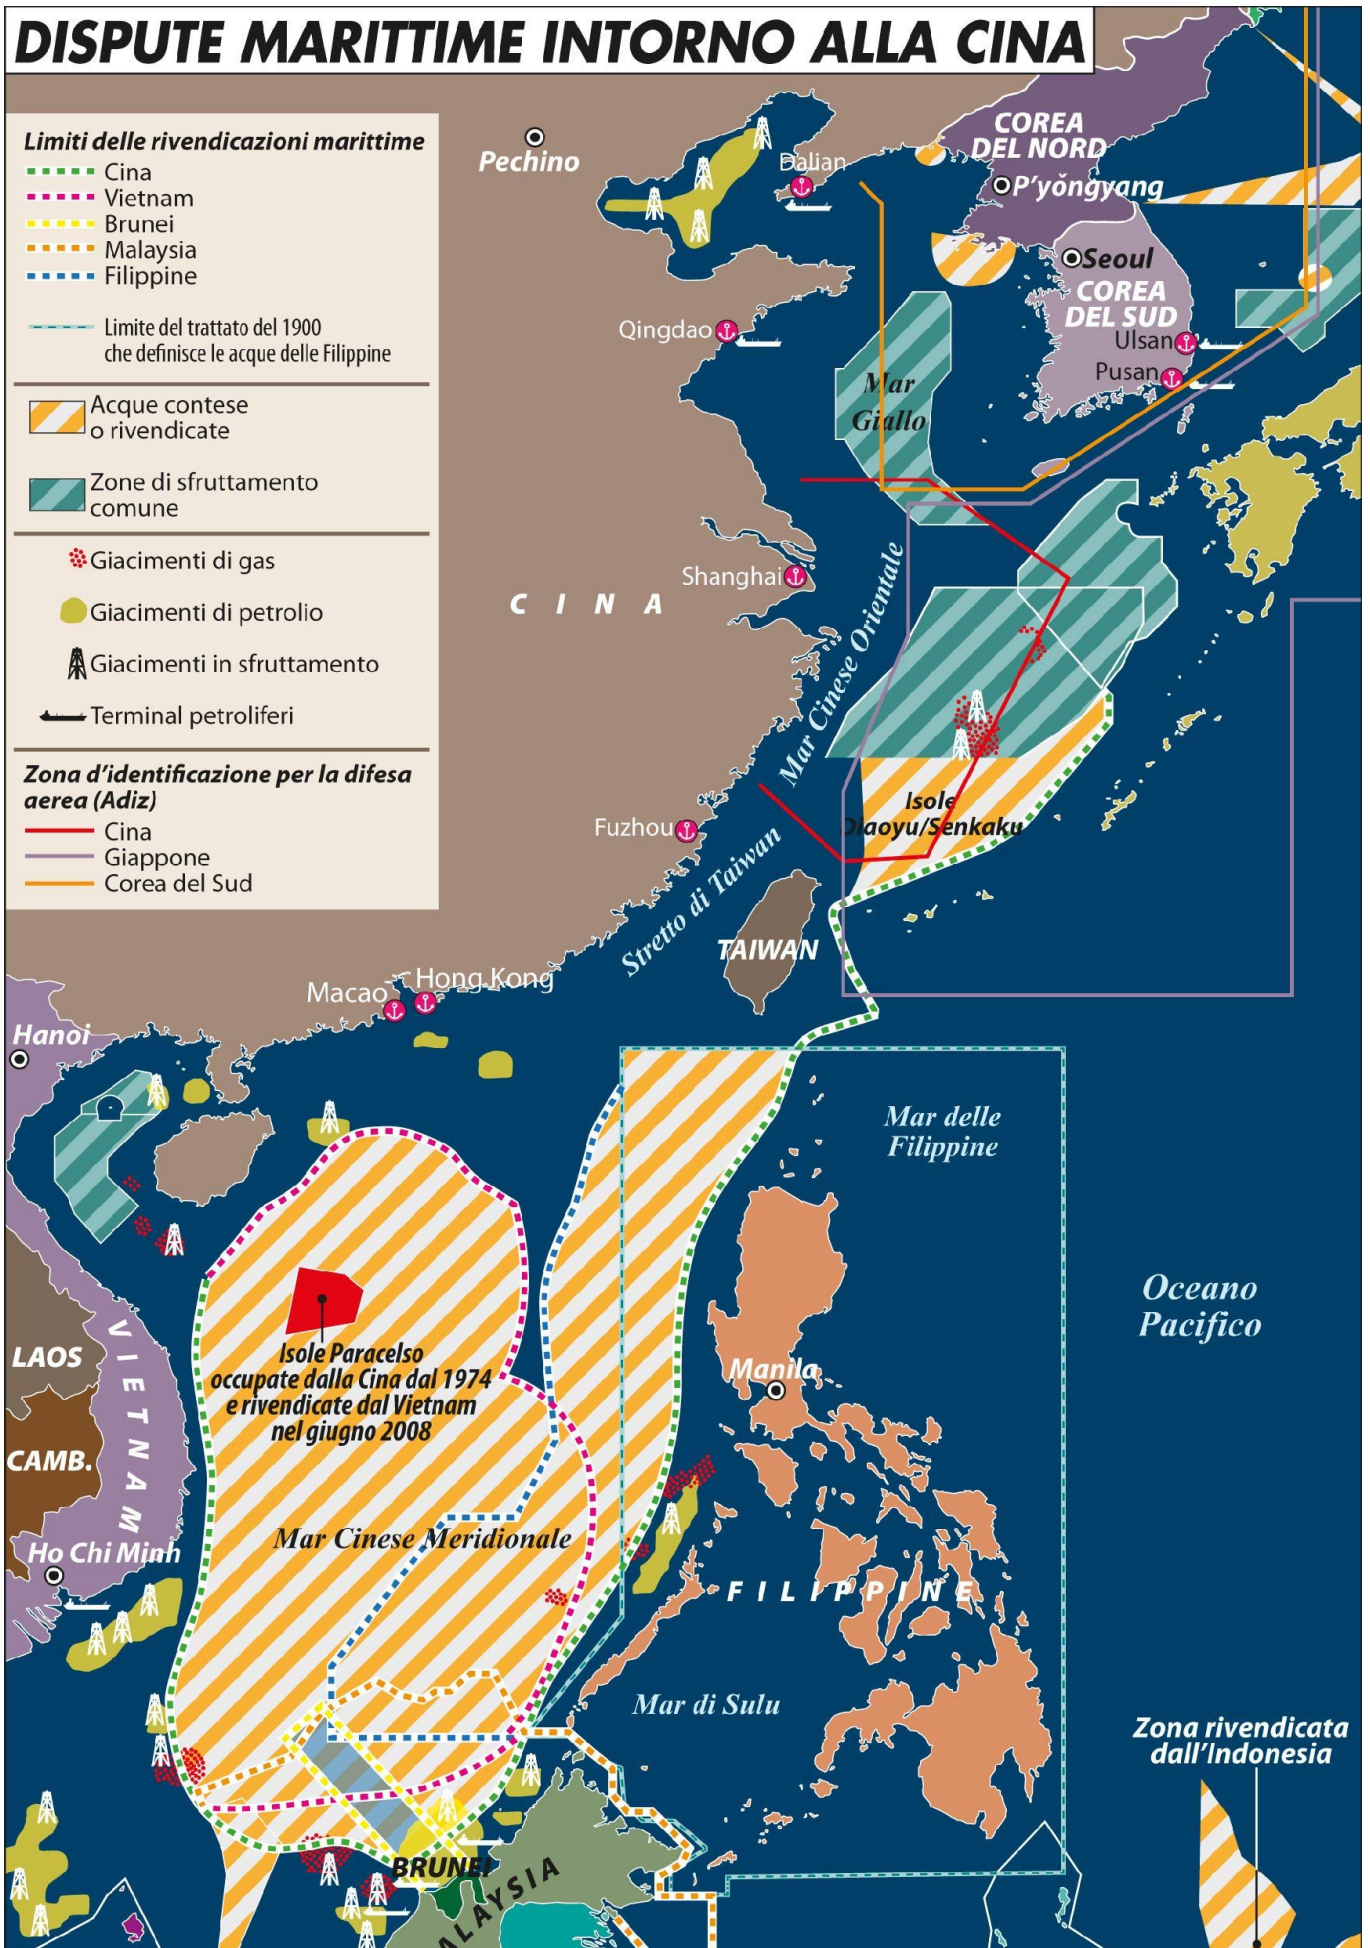 DISPUTE MARITTIME INTORNO ALLA CINA
Limiti delle rivendicazioni marittime
Cina
Vietnam
Brunei
Malaysia
Filippine
Limite del trattato del 1900
che definisce le acque delle Filippine
Acque contese
o rivendicate
Zone di sfruttamento
comune
Giacimenti di gas
Giacimenti di petrolio
Giacimenti in sfruttamento
Terminal petroliferi
Zona d'identificazione per la difesa
aerea (Adiz)
Cina
Giappone
Corea del Sud
Pechino
Dalian
COREA
DEL NORD
P'yŏngyang
Seoul
COREA
DEL SUD
Ulsan
Pusan
Qingdao
Mar
Giallo
Shanghai
CINA
Mar Cinese Orientale
Isole
Diaoyu/Senkaku
Fuzhou
Stretto di Taiwan
TAIWAN
Hong Kong
Macao
Hanoi
Mar delle
Filippine
Oceano
Pacifico
LAOS
VIETNAM
Isole Paracelso
occupate dalla Cina dal 1974
e rivendicate dal Vietnam
nel giugno 2008
Manila
CAMB.
Mar Cinese Meridionale
Ho Chi Minh
FILIPPINE
Mar di Sulu
Zona rivendicata
dall'Indonesia
BRUNEI
ALAYSIA